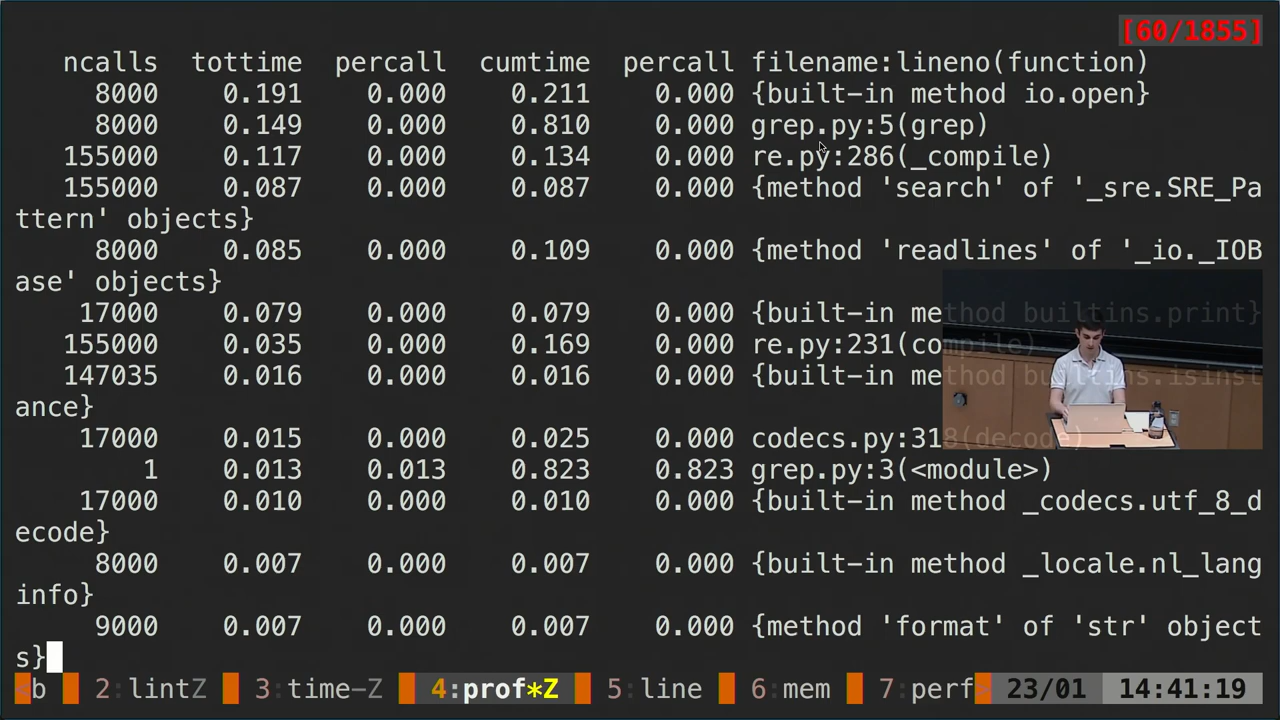 [60/1855]
ncalls tottime percall cumtime percall filename:lineno(function)
8000 0.191 0.000 0.211 0.000 {built-in method io.open}
8000 0.149 0.000 0.810 0.000 grep.py:5(grep)
155000 0.117 0.000 0.134 0.000 re.py:286(_compile)
155000 0.087 0.000 0.087 0.000 {method 'search' of '_sre.SRE_Pa
ttern' objects}
8000 0.085 0.000 0.109 0.000 {method 'readlines' of '_io._IOB
ase' objects}
17000 0.079 0.000 0.079 0.000 {built-in method builtins.print}
155000 0.035 0.000 0.169 0.000 re.py:231(compile)
147035 0.016 0.000 0.016 0.000 {built-in method builtins.isinst
ance}
17000 0.015 0.000 0.025 0.000 codecs.py:318(decode)
1 0.013 0.013 0.823 0.823 grep.py:3(<module>)
17000 0.010 0.000 0.010 0.000 {built-in method _codecs.utf_8_d
ecode}
8000 0.007 0.000 0.007 0.000 {built-in method _locale.nl_lang
info}
9000 0.007 0.000 0.007 0.000 {method 'format' of 'str' object
s}
<b 2:lintZ 3:time-Z 4:prof*Z 5:line 6:mem 7:perf> 23/01 14:41:19